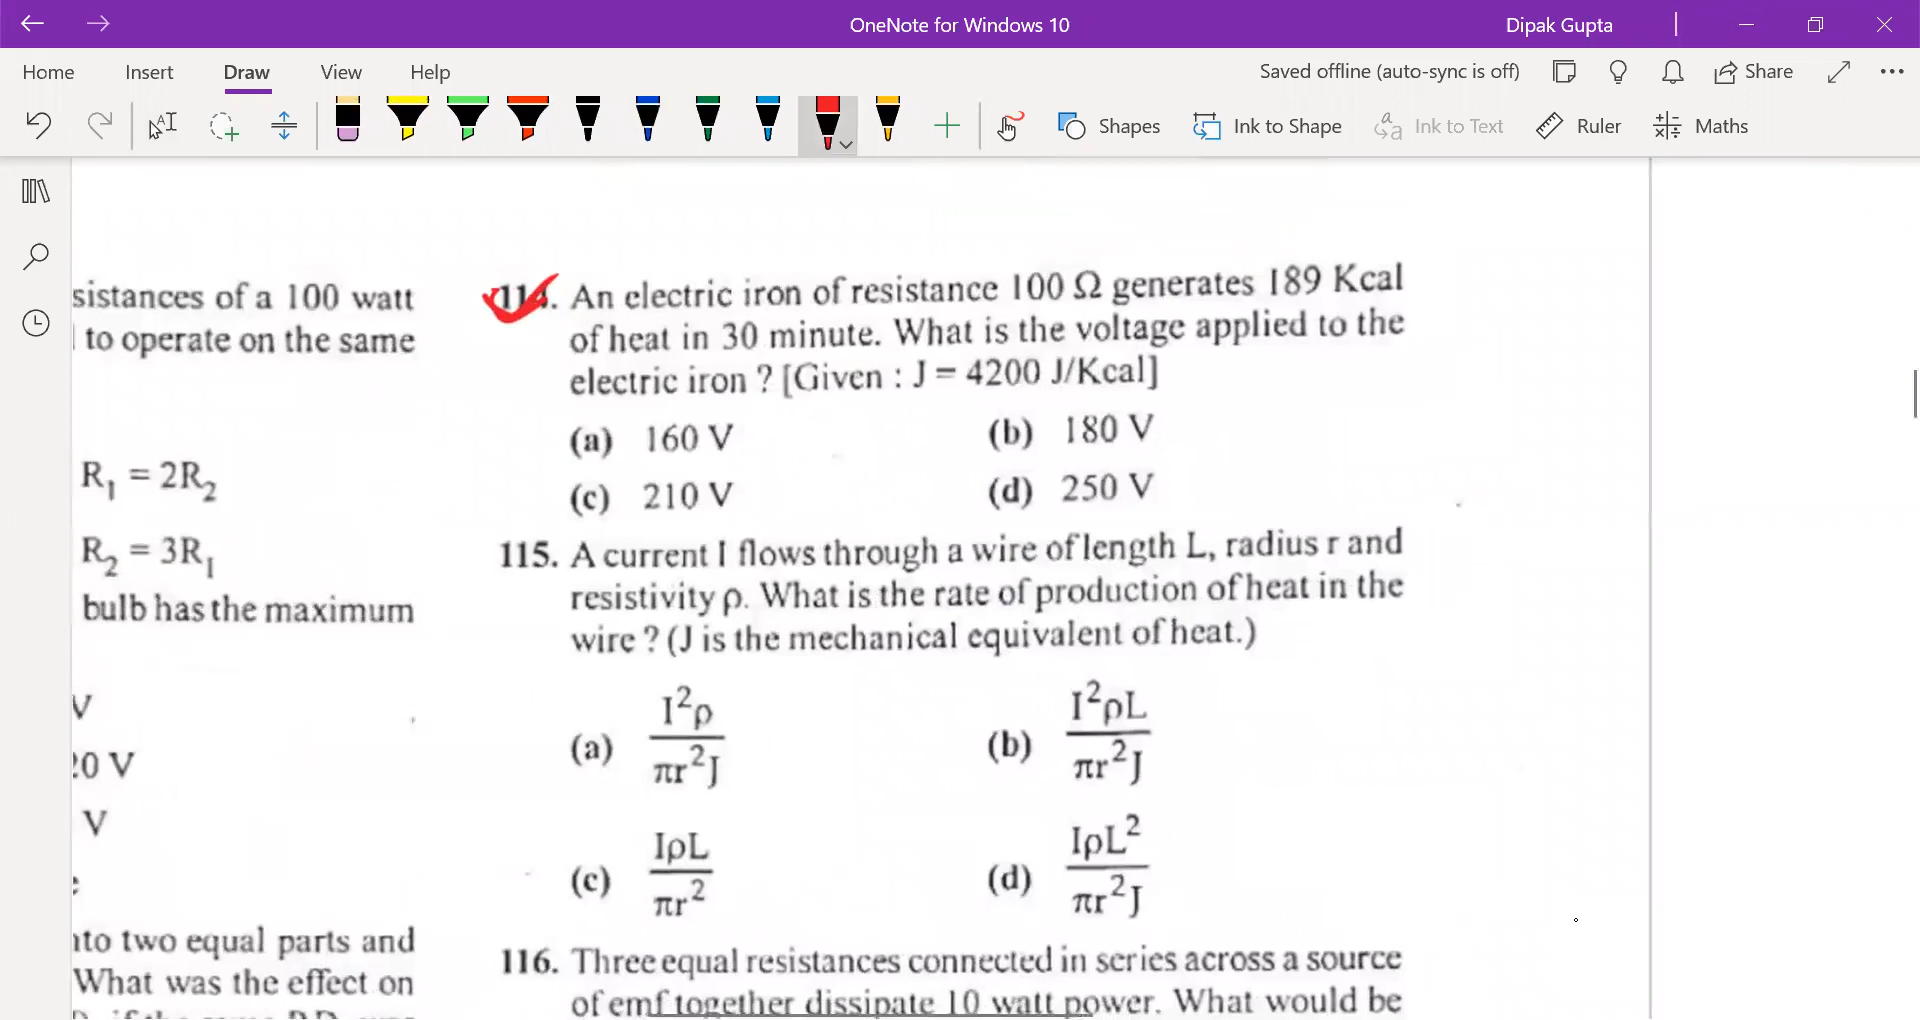 OneNote for Windows 10
Dipak Gupta
Home Insert Draw View Help
Saved offline (auto-sync is off)
Share
Shapes
Ink to Shape
Ink to Text
Ruler
Maths
sistances of a 100 watt
to operate on the same
R₁ = 2R₂
R₂ = 3R₁
bulb has the maximum
V
20 V
V
nto two equal parts and
What was the effect on
An electric iron of resistance 100 Ω generates 189 Kcal
of heat in 30 minute. What is the voltage applied to the
electric iron ? [Given : J = 4200 J/Kcal]
(a) 160 V (b) 180 V
(c) 210 V (d) 250 V
115. A current I flows through a wire of length L, radius r and
resistivity ρ. What is the rate of production of heat in the
wire ? (J is the mechanical equivalent of heat.)
(a) I²ρ / πr²J (b) I²ρL / πr²J
(c) IρL / πr² (d) IρL² / πr²J
116. Three equal resistances connected in series across a source
of emf together dissipate 10 watt power. What would be